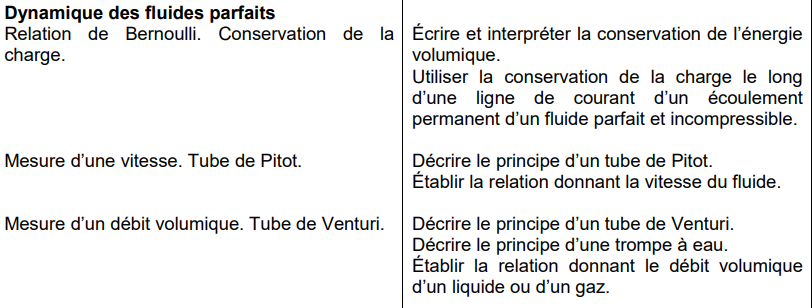 Dynamique des fluides parfaits
Relation de Bernoulli. Conservation de la
charge.
Écrire et interpréter la conservation de l'énergie
volumique.
Utiliser la conservation de la charge le long
d'une ligne de courant d'un écoulement
permanent d'un fluide parfait et incompressible.
Mesure d'une vitesse. Tube de Pitot.
Décrire le principe d'un tube de Pitot.
Établir la relation donnant la vitesse du fluide.
Mesure d'un débit volumique. Tube de Venturi.
Décrire le principe d'un tube de Venturi.
Décrire le principe d'une trompe à eau.
Établir la relation donnant le débit volumique
d'un liquide ou d'un gaz.